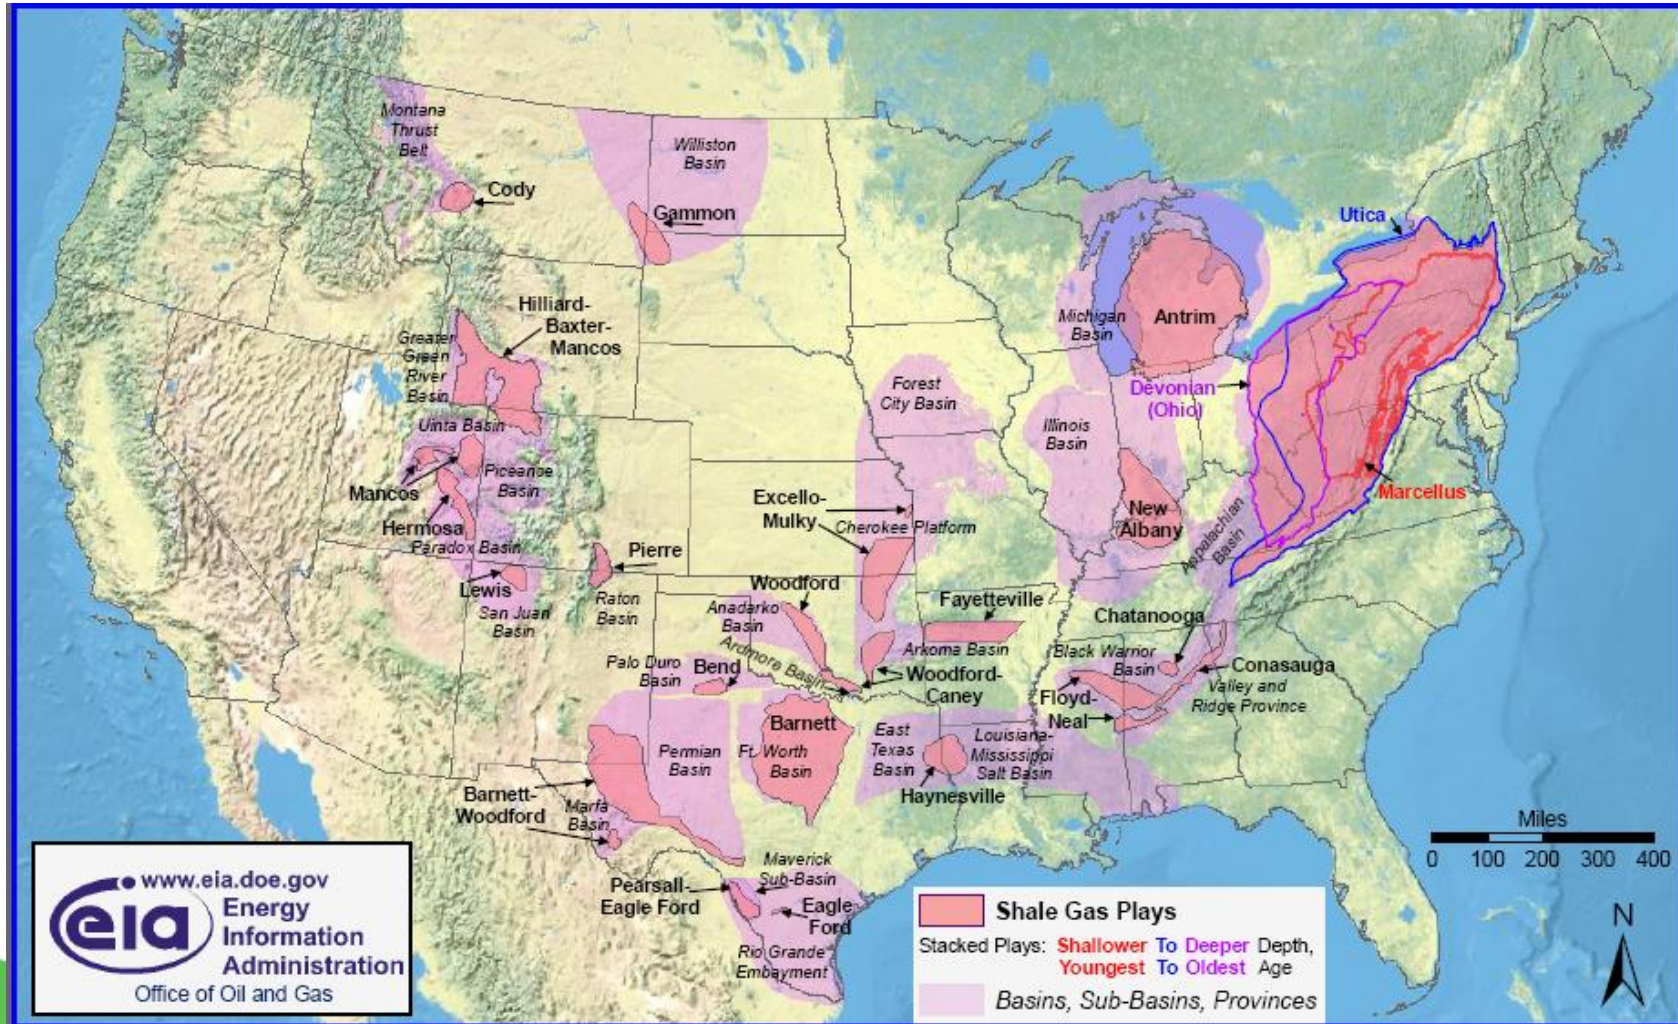 Montana
Thrust
Belt
Cody
Williston
Basin
Gammon
Hilliard-
Baxter-
Mancos
Greater
Green
River
Basin
Uinta Basin
Piceance
Basin
Mancos
Hermosa
Paradox Basin
Lewis
San Juan
Basin
Pierre
Raton
Basin
Forest
City Basin
Excello-
Mulky
Cherokee Platform
Woodford
Anadarko
Basin
Ardmore Basin
Palo Duro
Basin
Bend
Fayetteville
Arkoma Basin
Woodford-
Caney
Barnett
Ft. Worth
Basin
Permian
Basin
Barnett-
Woodford
Marfa
Basin
East
Texas
Basin
Louisiana-
Mississippi
Salt Basin
Haynesville
Pearsall-
Eagle Ford
Maverick
Sub-Basin
Eagle
Ford
Rio Grande
Embayment
Michigan
Basin
Antrim
Illinois
Basin
New
Albany
Devonian
(Ohio)
Utica
Marcellus
Appalachian
Basin
Chatanooga
Black Warrior
Basin
Conasauga
Valley and
Ridge Province
Floyd-
Neal
Miles
0 100 200 300 400
N
Shale Gas Plays
Stacked Plays: Shallower To Deeper Depth,
Youngest To Oldest Age
Basins, Sub-Basins, Provinces
www.eia.doe.gov
eia
Energy
Information
Administration
Office of Oil and Gas